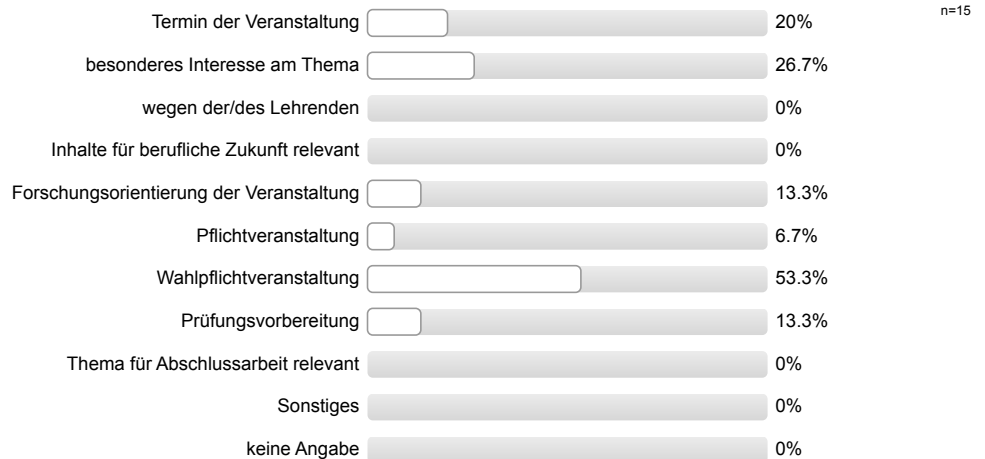 n=15
Termin der Veranstaltung 20%
besonderes Interesse am Thema 26.7%
wegen der/des Lehrenden 0%
Inhalte für berufliche Zukunft relevant 0%
Forschungsorientierung der Veranstaltung 13.3%
Pflichtveranstaltung 6.7%
Wahlpflichtveranstaltung 53.3%
Prüfungsvorbereitung 13.3%
Thema für Abschlussarbeit relevant 0%
Sonstiges 0%
keine Angabe 0%